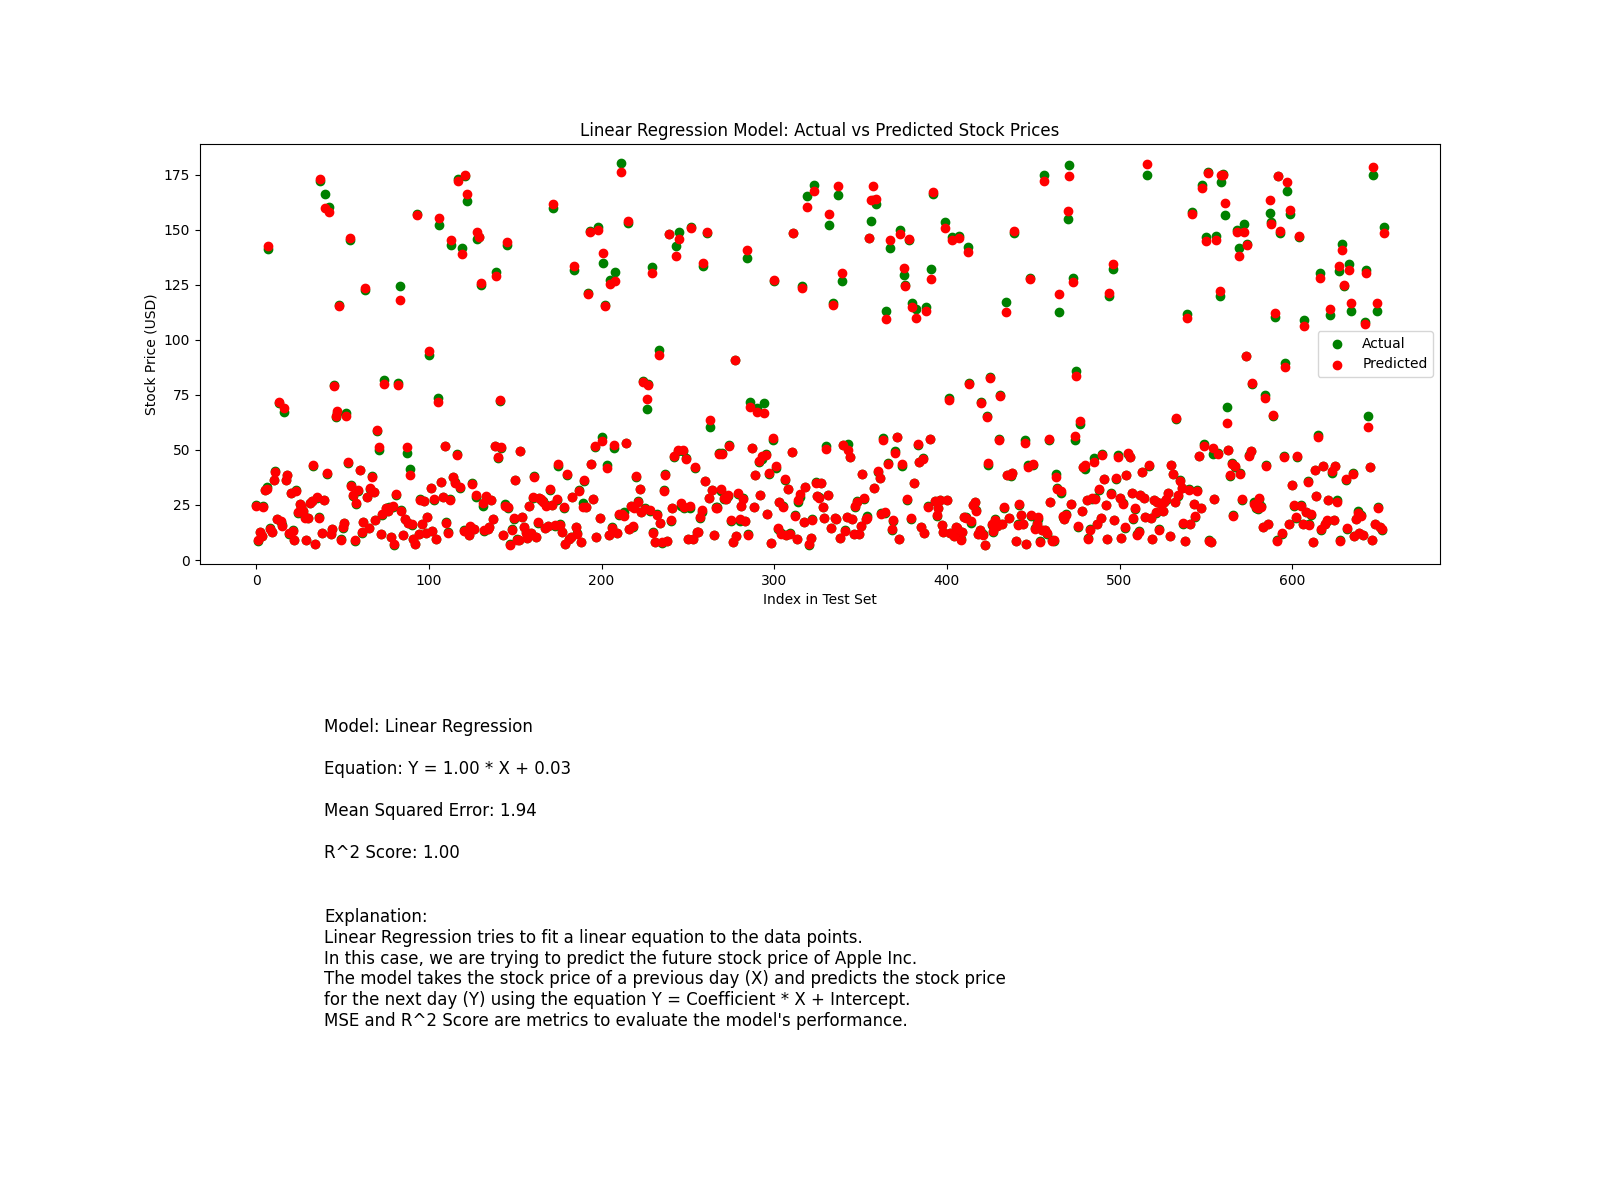 Linear Regression Model: Actual vs Predicted Stock Prices
Stock Price (USD)
175
150
125
100
75
50
25
0
Actual
Predicted
0 100 200 300 400 500 600
Index in Test Set
Model: Linear Regression
Equation: Y = 1.00 * X + 0.03
Mean Squared Error: 1.94
R^2 Score: 1.00
Explanation:
Linear Regression tries to fit a linear equation to the data points.
In this case, we are trying to predict the future stock price of Apple Inc.
The model takes the stock price of a previous day (X) and predicts the stock price
for the next day (Y) using the equation Y = Coefficient * X + Intercept.
MSE and R^2 Score are metrics to evaluate the model's performance.